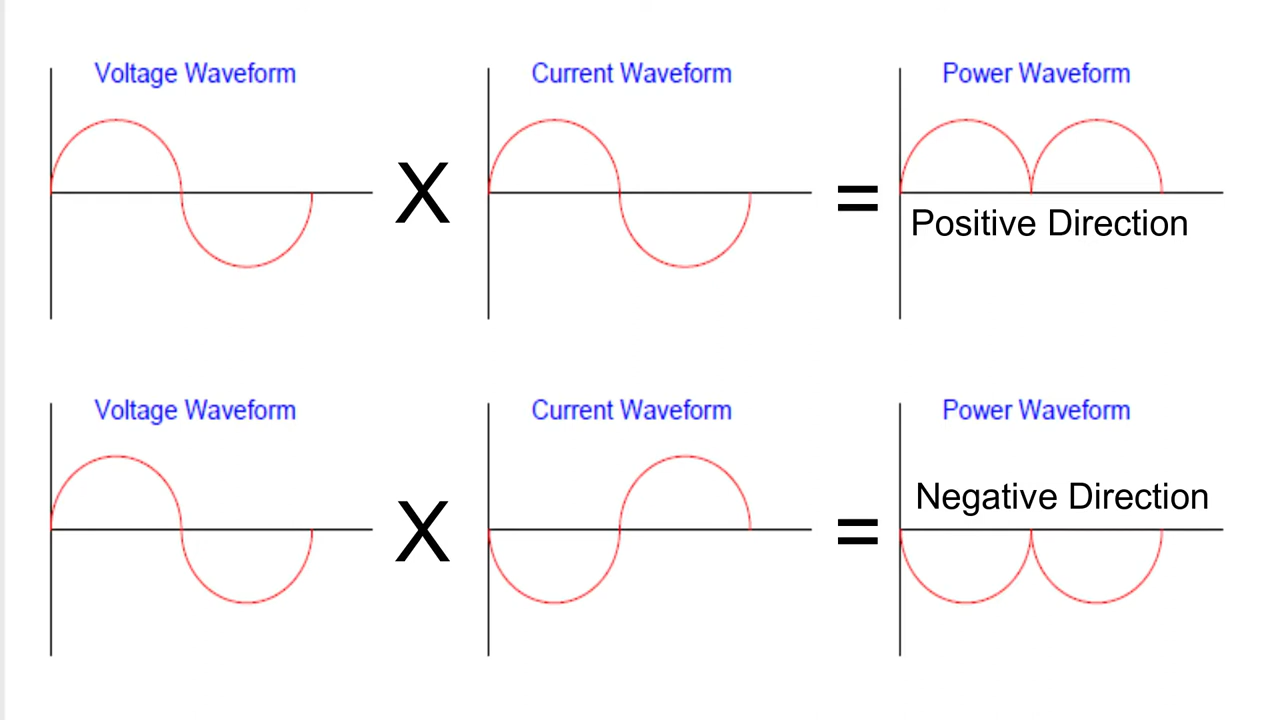 Voltage Waveform
Current Waveform
Power Waveform
X
=
Positive Direction
Voltage Waveform
Current Waveform
Power Waveform
Negative Direction
X
=